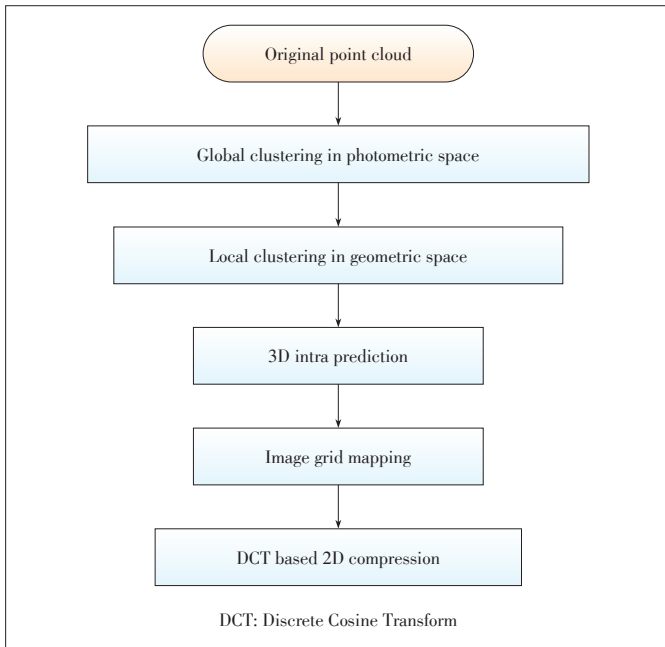 Original point cloud
Global clustering in photometric space
Local clustering in geometric space
3D intra prediction
Image grid mapping
DCT based 2D compression
DCT: Discrete Cosine Transform